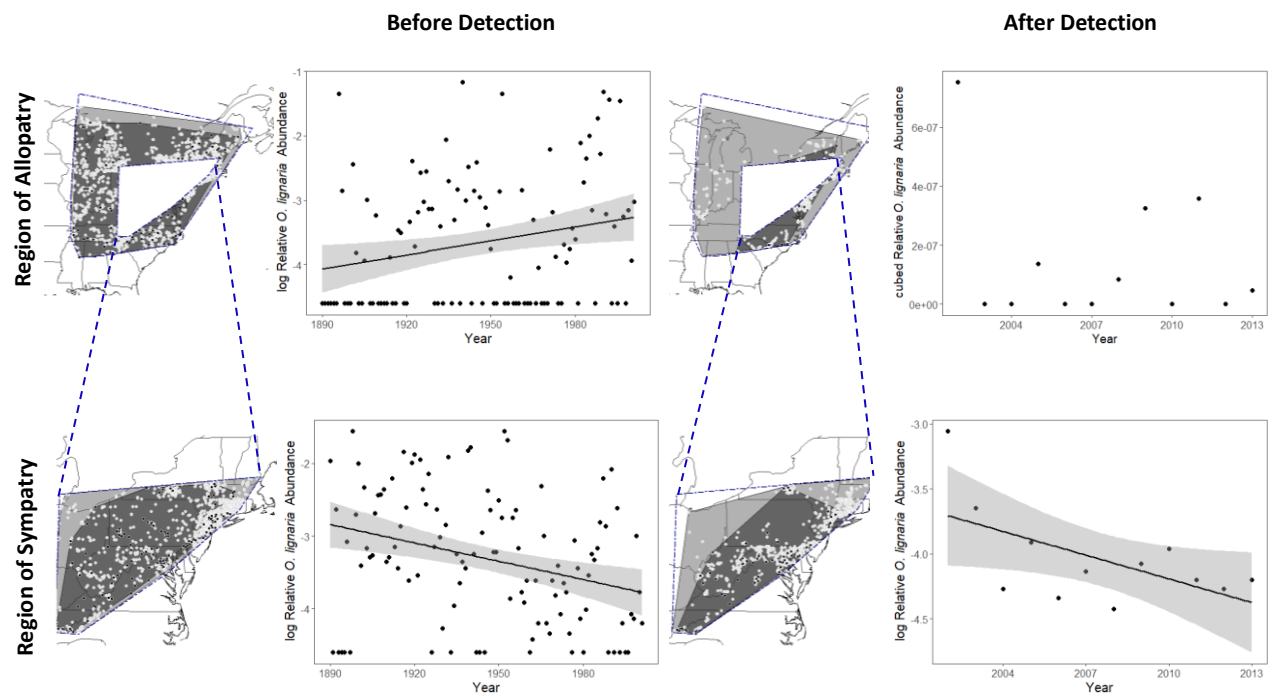 Before Detection
After Detection
Region of Allopatry
log Relative O. lignaria Abundance
-1
-2
-3
-4
1890
1920
1950
1980
Year
cubed Relative O. lignaria Abundance
6e-07
4e-07
2e-07
0e+00
2004
2007
2010
2013
Year
Region of Sympatry
log Relative O. lignaria Abundance
-2
-3
-4
1890
1920
1950
1980
Year
log Relative O. lignaria Abundance
-3.0
-3.5
-4.0
-4.5
2004
2007
2010
2013
Year